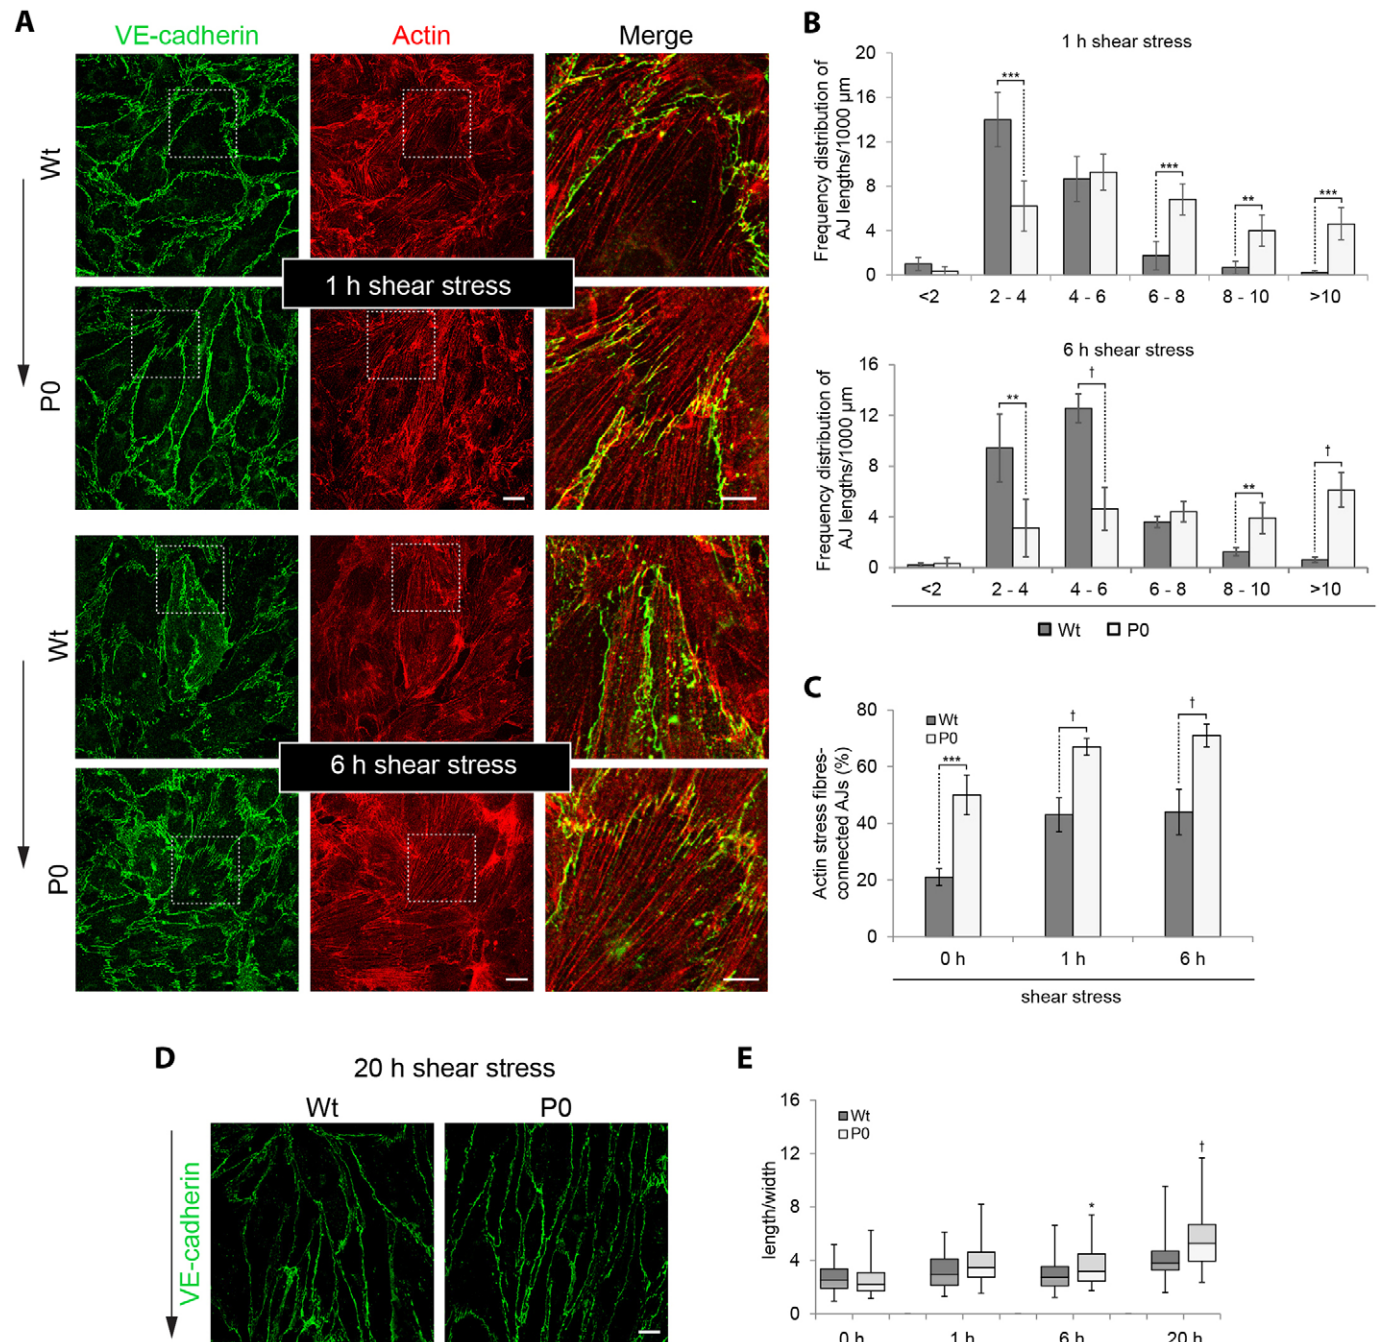 A
VE-cadherin
Actin
Merge
Wt
1 h shear stress
P0
Wt
6 h shear stress
P0
B
1 h shear stress
Frequency distribution of
AJ lengths/1000 µm
20
16
12
8
4
0
***
***
**
***
<2
2 - 4
4 - 6
6 - 8
8 - 10
>10
6 h shear stress
Frequency distribution of
AJ lengths/1000 µm
16
12
8
4
0
**
†
**
†
<2
2 - 4
4 - 6
6 - 8
8 - 10
>10
Wt
P0
C
Actin stress fibres-
connected AJs (%)
80
60
40
20
0
Wt
P0
***
†
†
0 h
1 h
6 h
shear stress
D
20 h shear stress
Wt
P0
VE-cadherin
E
length/width
16
12
8
4
0
Wt
P0
*
†
0 h
1 h
6 h
20 h